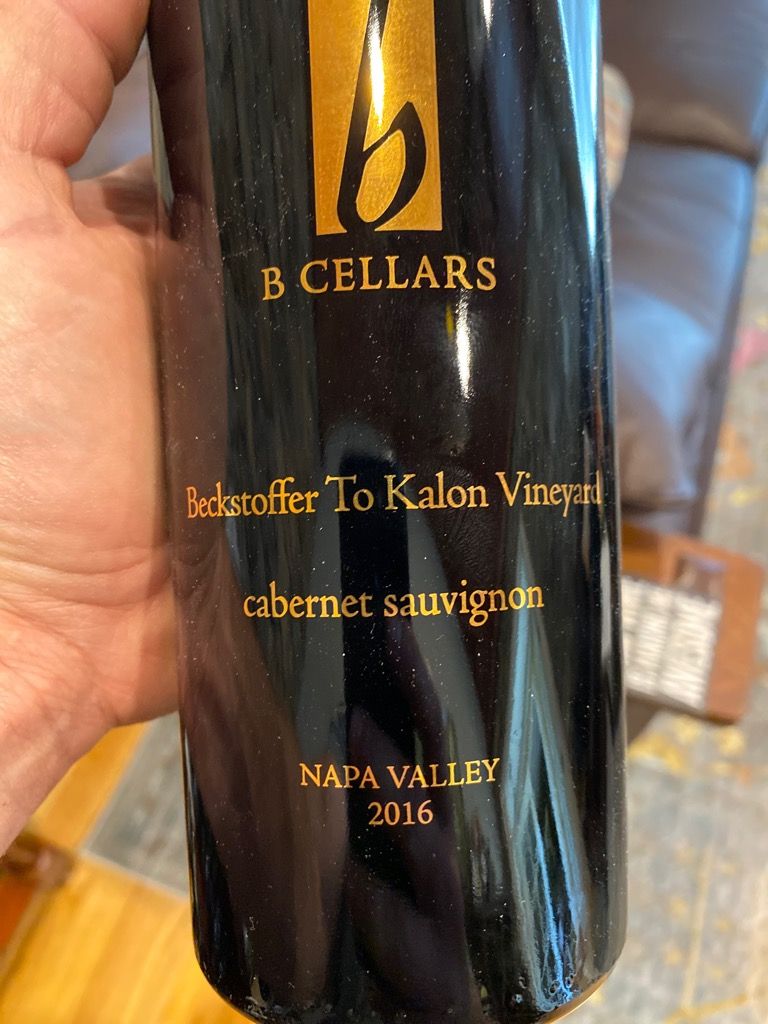 b
B CELLARS
Beckstoffer To Kalon Vineyard
cabernet sauvignon
NAPA VALLEY
2016